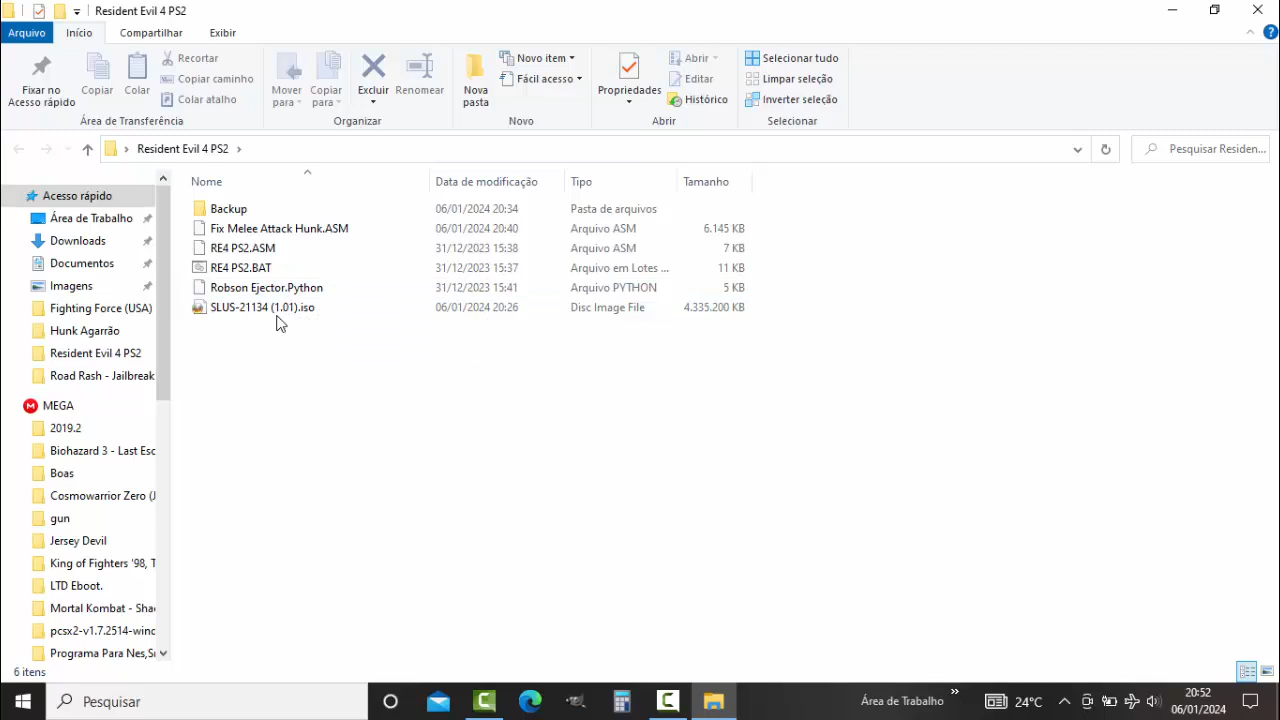 Resident Evil 4 PS2
Arquivo Início Compartilhar Exibir
Fixar no Acesso rápido
Copiar
Colar
Recortar
Copiar caminho
Colar atalho
Área de Transferência
Mover para
Copiar para
Excluir
Renomear
Organizar
Nova pasta
Novo item
Fácil acesso
Novo
Propriedades
Abrir
Editar
Histórico
Abrir
Selecionar tudo
Limpar seleção
Inverter seleção
Selecionar
Resident Evil 4 PS2
Pesquisar Residen...
Nome Data de modificação Tipo Tamanho
Backup 06/01/2024 20:34 Pasta de arquivos
Fix Melee Attack Hunk.ASM 06/01/2024 20:40 Arquivo ASM 6.145 KB
RE4 PS2.ASM 31/12/2023 15:38 Arquivo ASM 7 KB
RE4 PS2.BAT 31/12/2023 15:37 Arquivo em Lotes ... 11 KB
Robson Ejector.Python 31/12/2023 15:41 Arquivo PYTHON 5 KB
SLUS-21134 (1.01).iso 06/01/2024 20:26 Disc Image File 4.335.200 KB
Acesso rápido
Área de Trabalho
Downloads
Documentos
Imagens
Fighting Force (USA)
Hunk Agarrão
Resident Evil 4 PS2
Road Rash - Jailbreak
MEGA
2019.2
Biohazard 3 - Last Esc
Boas
Cosmowarrior Zero (J
gun
Jersey Devil
King of Fighters '98, T
LTD Eboot.
Mortal Kombat - Sha
pcsx2-v1.7.2514-wind
Programa Para Nes,Sn
6 itens
Pesquisar
Área de Trabalho
24°C
20:52
06/01/2024